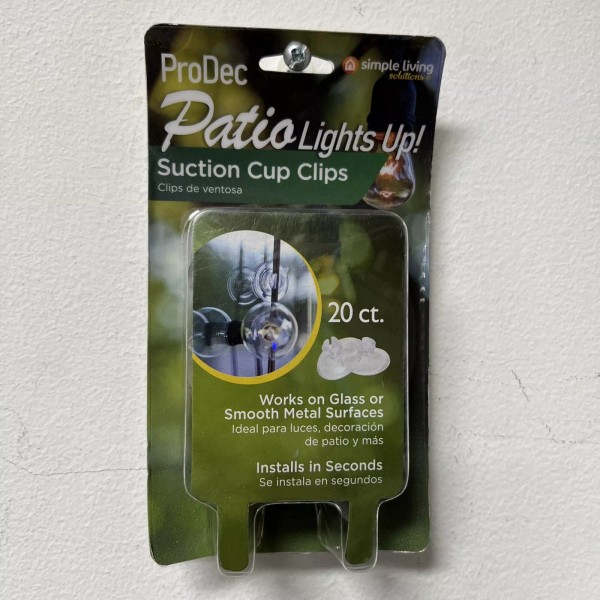 ProDec
simple living
solutions
Patio Lights Up!
Suction Cup Clips
Clips de ventosa
20 ct.
Works on Glass or
Smooth Metal Surfaces
Ideal para luces, decoración
de patio y más
Installs in Seconds
Se instala en segundos